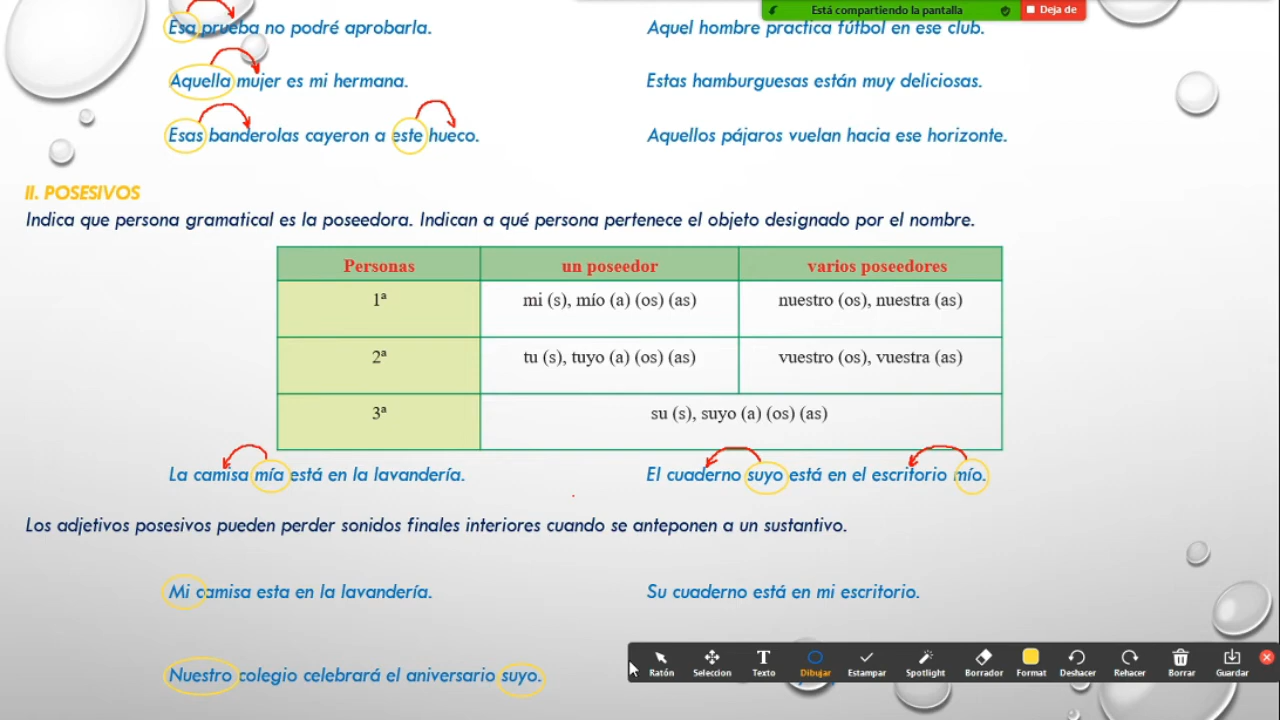 Está compartiendo la pantalla
Deja de
Esa prueba no podré aprobarla.
Aquel hombre practica fútbol en ese club.
Aquella mujer es mi hermana.
Estas hamburguesas están muy deliciosas.
Esas banderolas cayeron a este hueco.
Aquellos pájaros vuelan hacia ese horizonte.
II. POSESIVOS
Indica que persona gramatical es la poseedora. Indican a qué persona pertenece el objeto designado por el nombre.
Personas un poseedor varios poseedores
1ª mi (s), mío (a) (os) (as) nuestro (os), nuestra (as)
2ª tu (s), tuyo (a) (os) (as) vuestro (os), vuestra (as)
3ª su (s), suyo (a) (os) (as)
La camisa mía está en la lavandería.
El cuaderno suyo está en el escritorio mío.
Los adjetivos posesivos pueden perder sonidos finales interiores cuando se anteponen a un sustantivo.
Mi camisa esta en la lavandería.
Su cuaderno está en mi escritorio.
Nuestro colegio celebrará el aniversario suyo.
Ratón Seleccion Texto Dibujar Estampar Spotlight Borrador Format Deshacer Rehacer Borrar Guardar